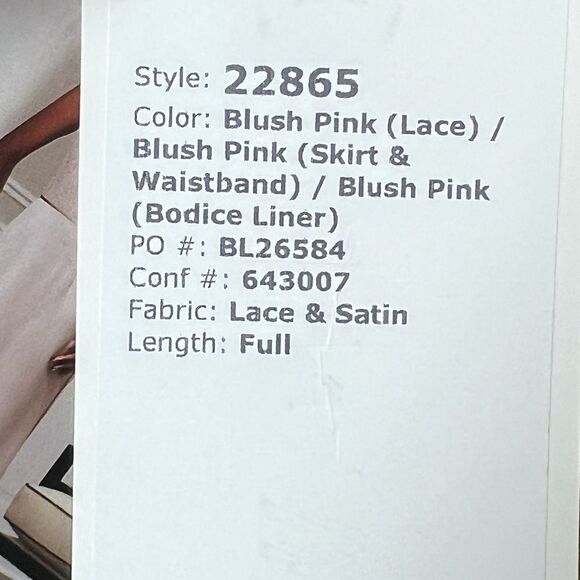 Style: 22865
Color: Blush Pink (Lace) /
Blush Pink (Skirt &
Waistband) / Blush Pink
(Bodice Liner)
PO #: BL26584
Conf #: 643007
Fabric: Lace & Satin
Length: Full